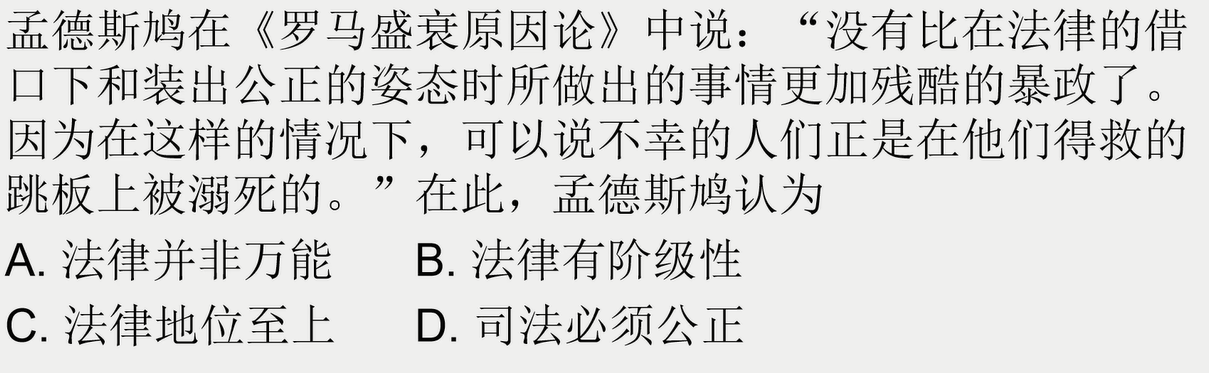 孟德斯鸠在《罗马盛衰原因论》中说：“没有比在法律的借
口下和装出公正的姿态时所做出的事情更加残酷的暴政了。
因为在这样的情况下，可以说不幸的人们正是在他们得救的
跳板上被溺死的。”在此，孟德斯鸠认为
A. 法律并非万能 B. 法律有阶级性
C. 法律地位至上 D. 司法必须公正